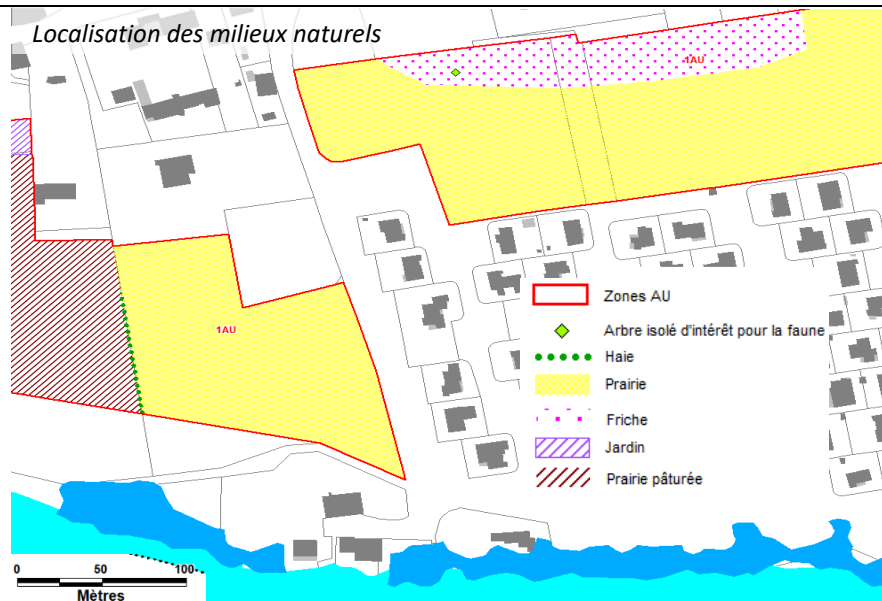 Localisation des milieux naturels
1AU
1AU
Zones AU
Arbre isolé d'intérêt pour la faune
Haie
Prairie
Friche
Jardin
Prairie pâturée
0 50 100
Mètres